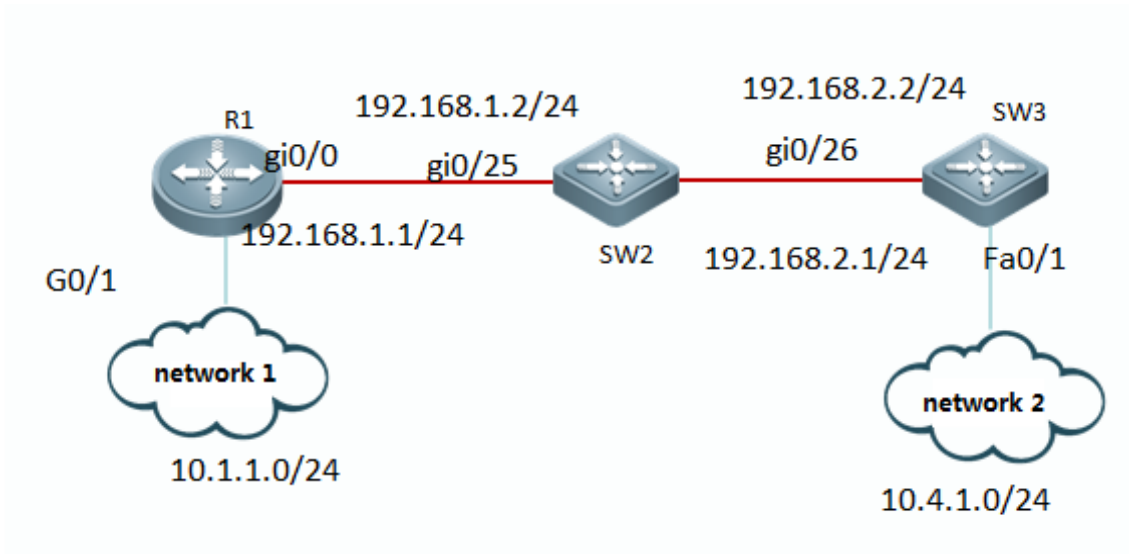 192.168.2.2/24
192.168.1.2/24
SW3
R1
gi0/0
gi0/25
gi0/26
192.168.1.1/24
SW2
192.168.2.1/24
Fa0/1
G0/1
network 1
network 2
10.1.1.0/24
10.4.1.0/24